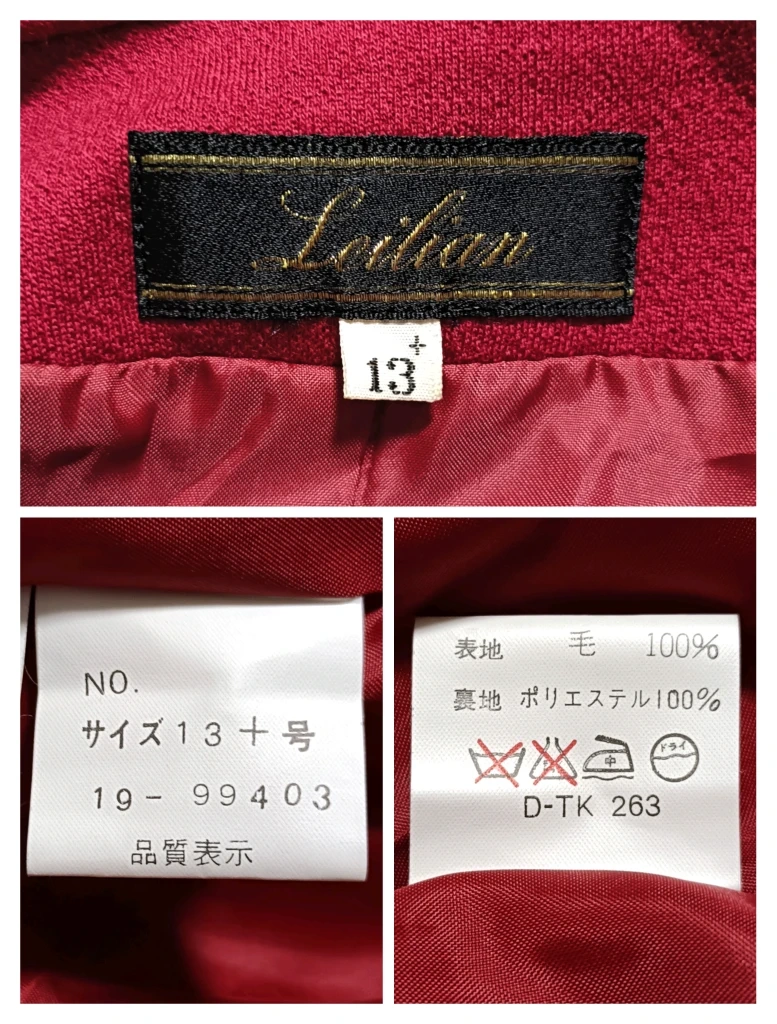 Leilian
13+
NO.
サイズ13＋号
19-99403
品質表示
表地 毛 100%
裏地 ポリエステル100%
中 ドライ
D-TK 263